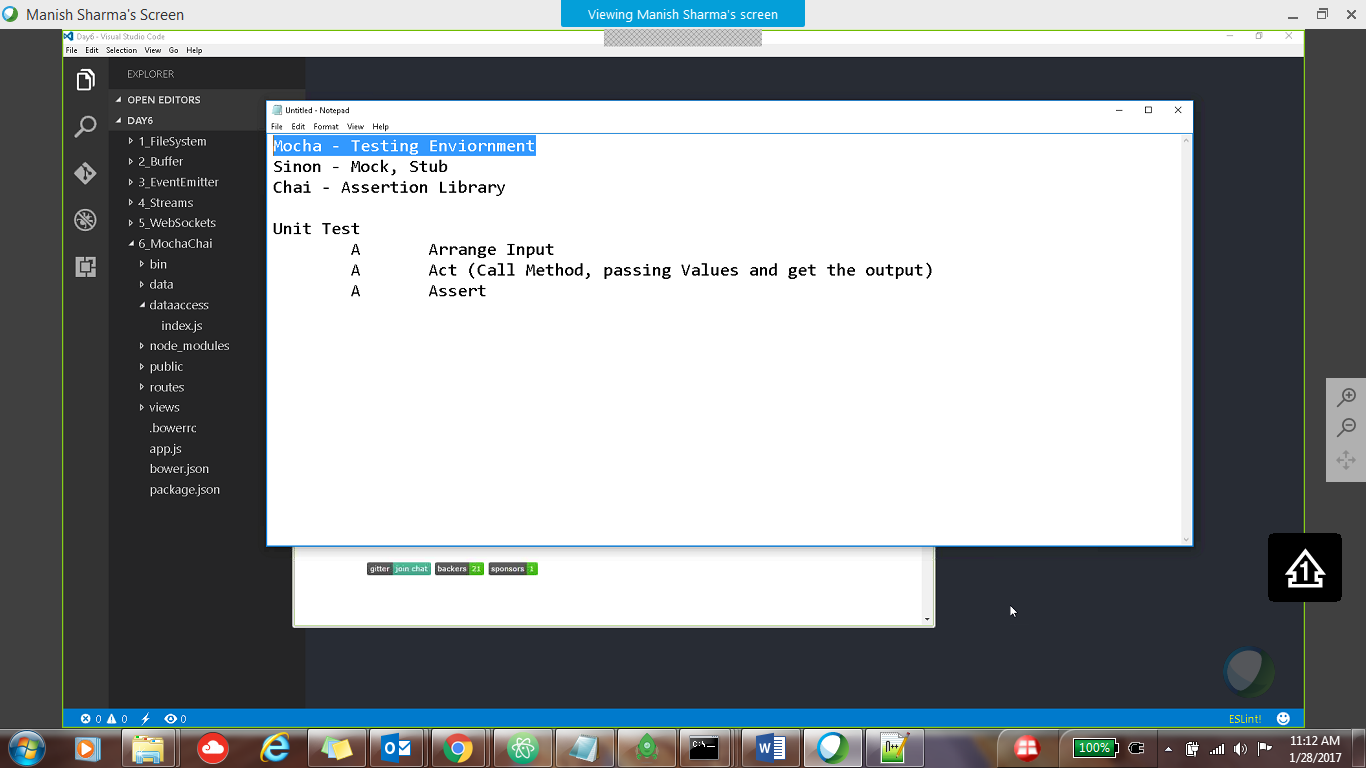 Manish Sharma's Screen
Viewing Manish Sharma's screen
Day6 - Visual Studio Code
File Edit Selection View Go Help
EXPLORER
OPEN EDITORS
DAY6
1_FileSystem
2_Buffer
3_EventEmitter
4_Streams
5_WebSockets
6_MochaChai
bin
data
dataaccess
index.js
node_modules
public
routes
views
.bowerrc
app.js
bower.json
package.json
Untitled - Notepad
File Edit Format View Help
Mocha - Testing Enviornment
Sinon - Mock, Stub
Chai - Assertion Library
Unit Test
A Arrange Input
A Act (Call Method, passing Values and get the output)
A Assert
gitter join chat backers 21 sponsors 1
1
0 0 0
ESLint!
C:\
100%
11:12 AM
1/28/2017